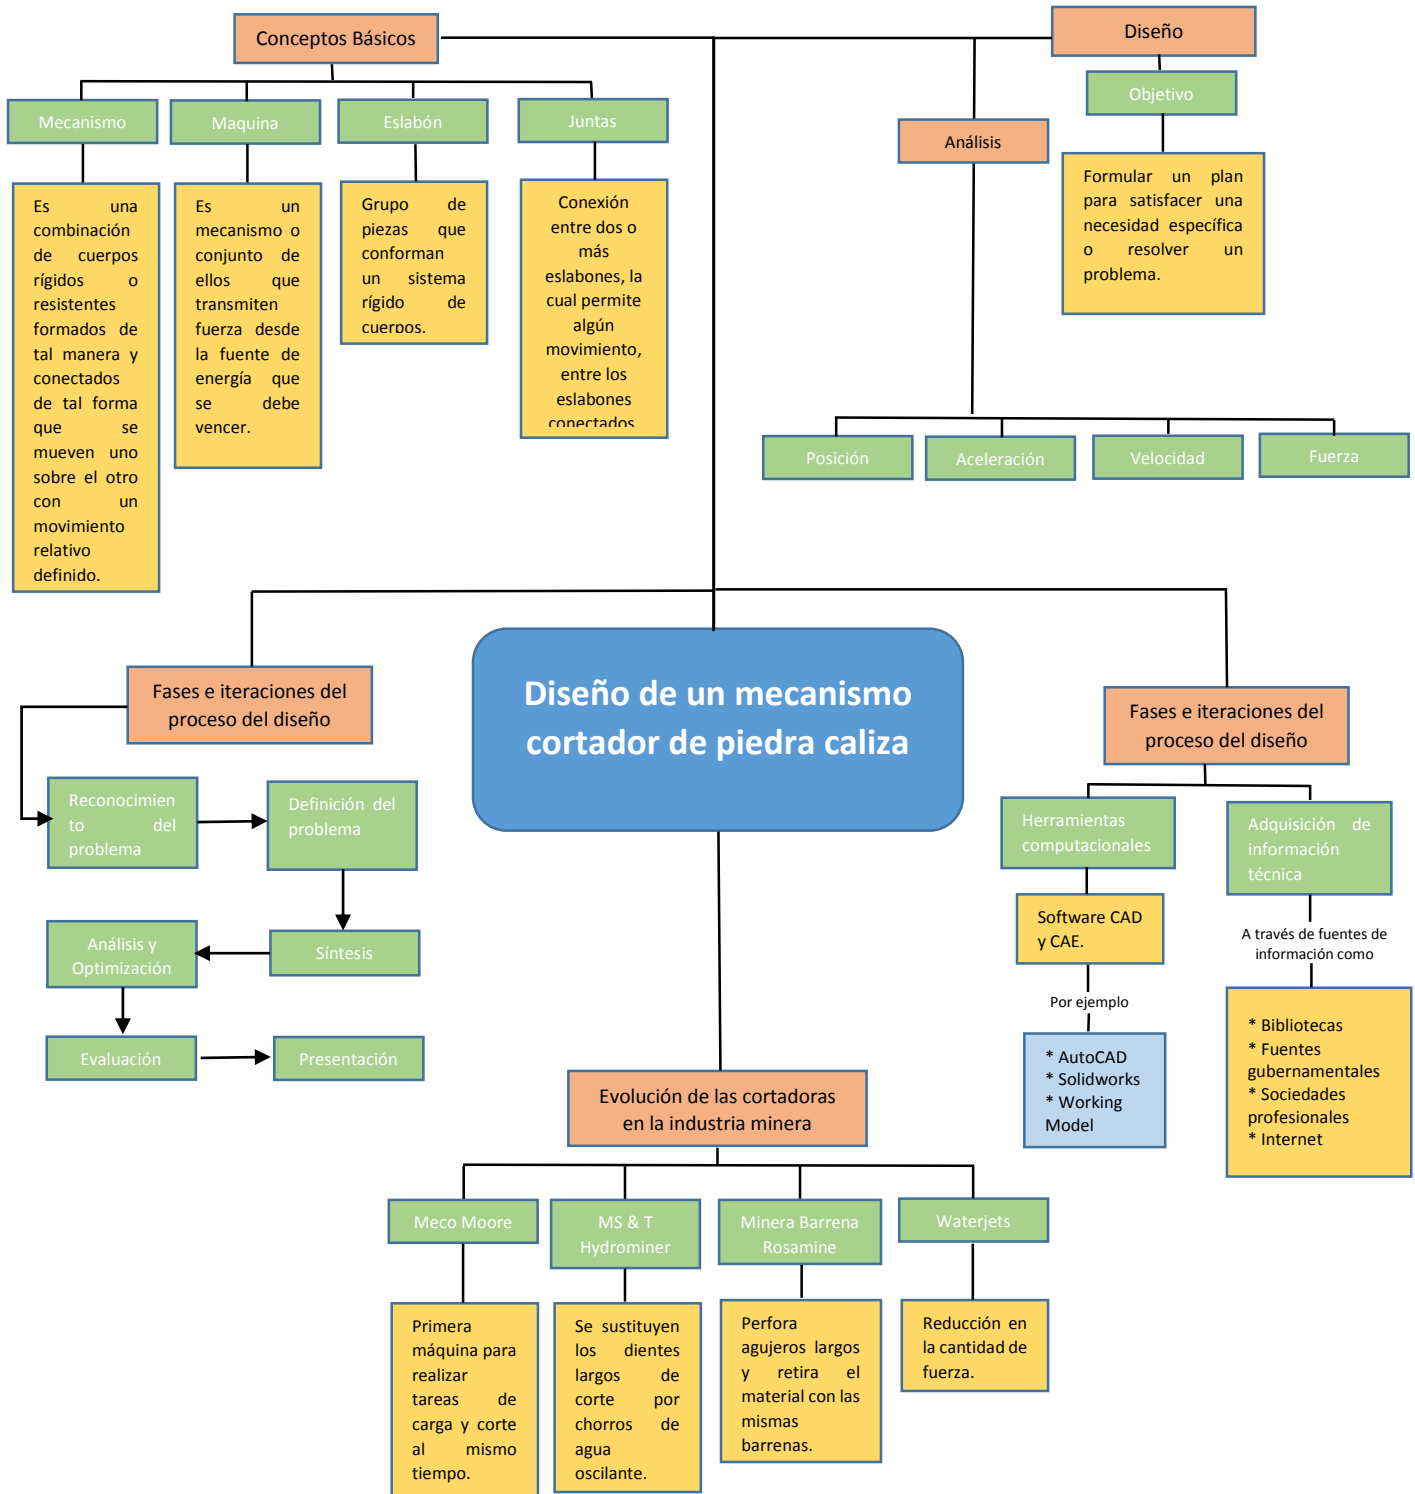 Conceptos Básicos
Diseño
Mecanismo
Maquina
Eslabón
Juntas
Objetivo
Análisis
Es una
combinación
de cuerpos
rígidos o
resistentes
formados de
tal manera y
conectados
de tal forma
que se
mueven uno
sobre el otro
con un
movimiento
relativo
definido.
Es un
mecanismo o
conjunto de
ellos que
transmiten
fuerza desde
la fuente de
energía que
se debe
vencer.
Grupo de
piezas que
conforman
un sistema
rígido de
cuerpos.
Conexión
entre dos o
más
eslabones, la
cual permite
algún
movimiento,
entre los
eslabones
conectados
Formular un plan
para satisfacer una
necesidad específica
o resolver un
problema.
Posición
Aceleración
Velocidad
Fuerza
Diseño de un mecanismo
cortador de piedra caliza
Fases e iteraciones del
proceso del diseño
Reconocimien
to del
problema
Definición del
problema
Síntesis
Análisis y
Optimización
Evaluación
Presentación
Fases e iteraciones del
proceso del diseño
Herramientas
computacionales
Software CAD
y CAE.
Por ejemplo
* AutoCAD
* Solidworks
* Working
Model
Adquisición de
información
técnica
A través de fuentes de
información como
* Bibliotecas
* Fuentes
gubernamentales
* Sociedades
profesionales
* Internet
Evolución de las cortadoras
en la industria minera
Meco Moore
MS & T
Hydrominer
Minera Barrena
Rosamine
Waterjets
Primera
máquina para
realizar
tareas de
carga y corte
al mismo
tiempo.
Se sustituyen
los dientes
largos de
corte por
chorros de
agua
oscilante.
Perfora
agujeros largos
y retira el
material con las
mismas
barrenas.
Reducción en
la cantidad de
fuerza.